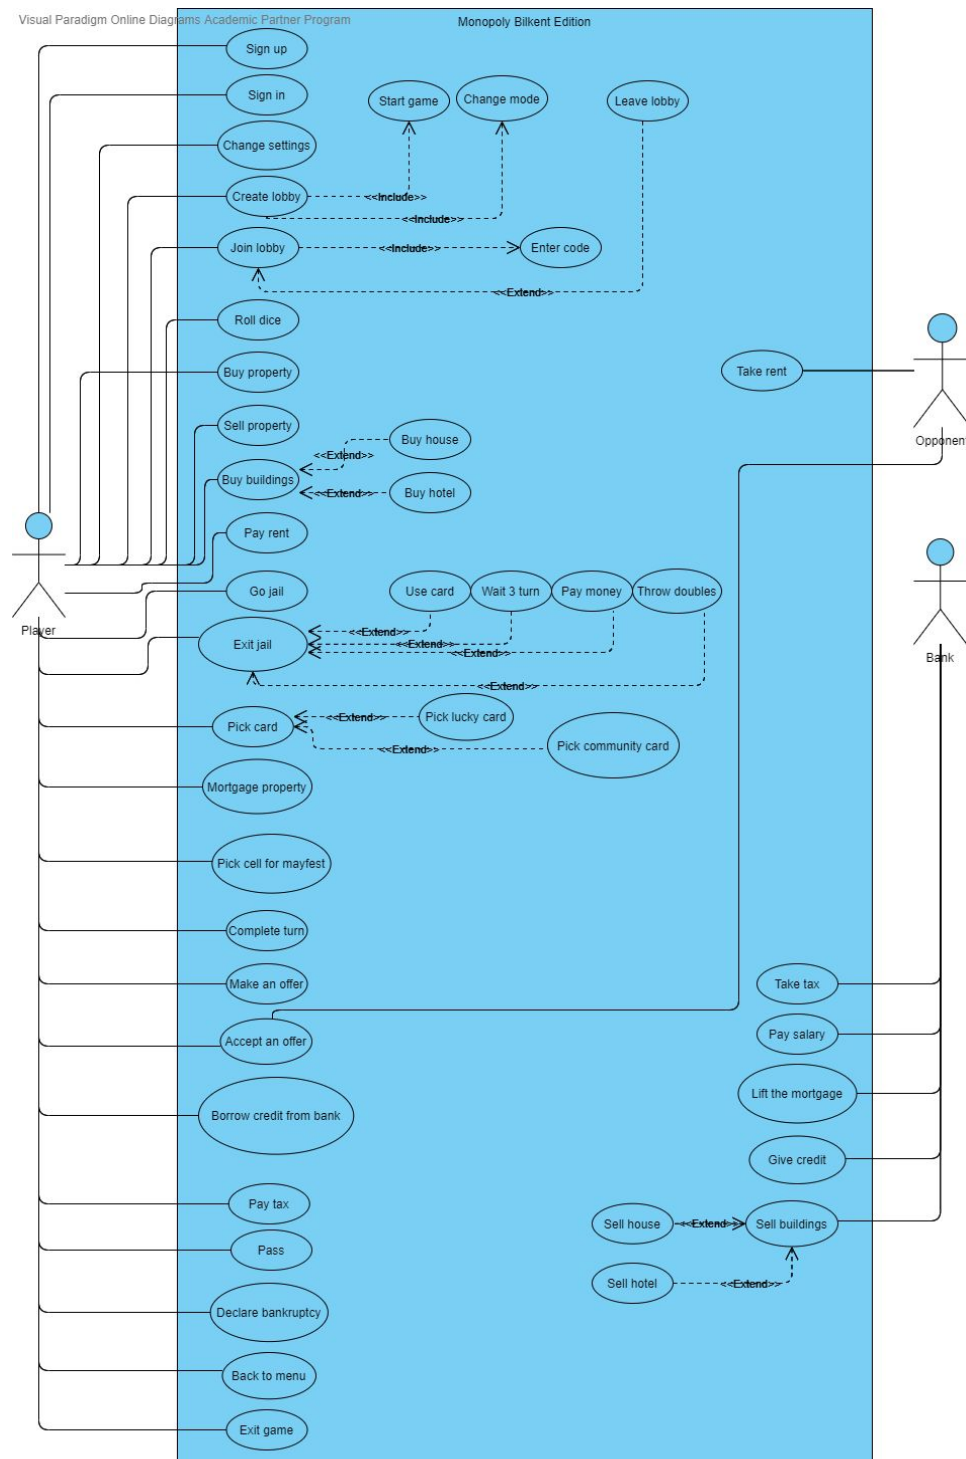 Visual Paradigm Online Diagrams Academic Partner Program
Monopoly Bilkent Edition
Sign up
Sign in
Start game
Change mode
Leave lobby
Change settings
Create lobby
<<Include>>
<<Include>>
Join lobby
<<Include>>
Enter code
<<Extend>>
Roll dice
Buy property
Take rent
Opponent
Sell property
Buy house
<<Extend>>
Buy buildings
<<Extend>>
Buy hotel
Pay rent
Go jail
Use card
Wait 3 turn
Pay money
Throw doubles
Player
<<Extend>>
Exit jail
<<Extend>>
Bank
<<Extend>>
Pick card
<<Extend>>
Pick lucky card
<<Extend>>
Pick community card
Mortgage property
Pick cell for mayfest
Complete turn
Make an offer
Take tax
Accept an offer
Pay salary
Lift the mortgage
Borrow credit from bank
Give credit
Pay tax
Sell house
<<Extend>>
Sell buildings
Pass
Sell hotel
<<Extend>>
Declare bankruptcy
Back to menu
Exit game